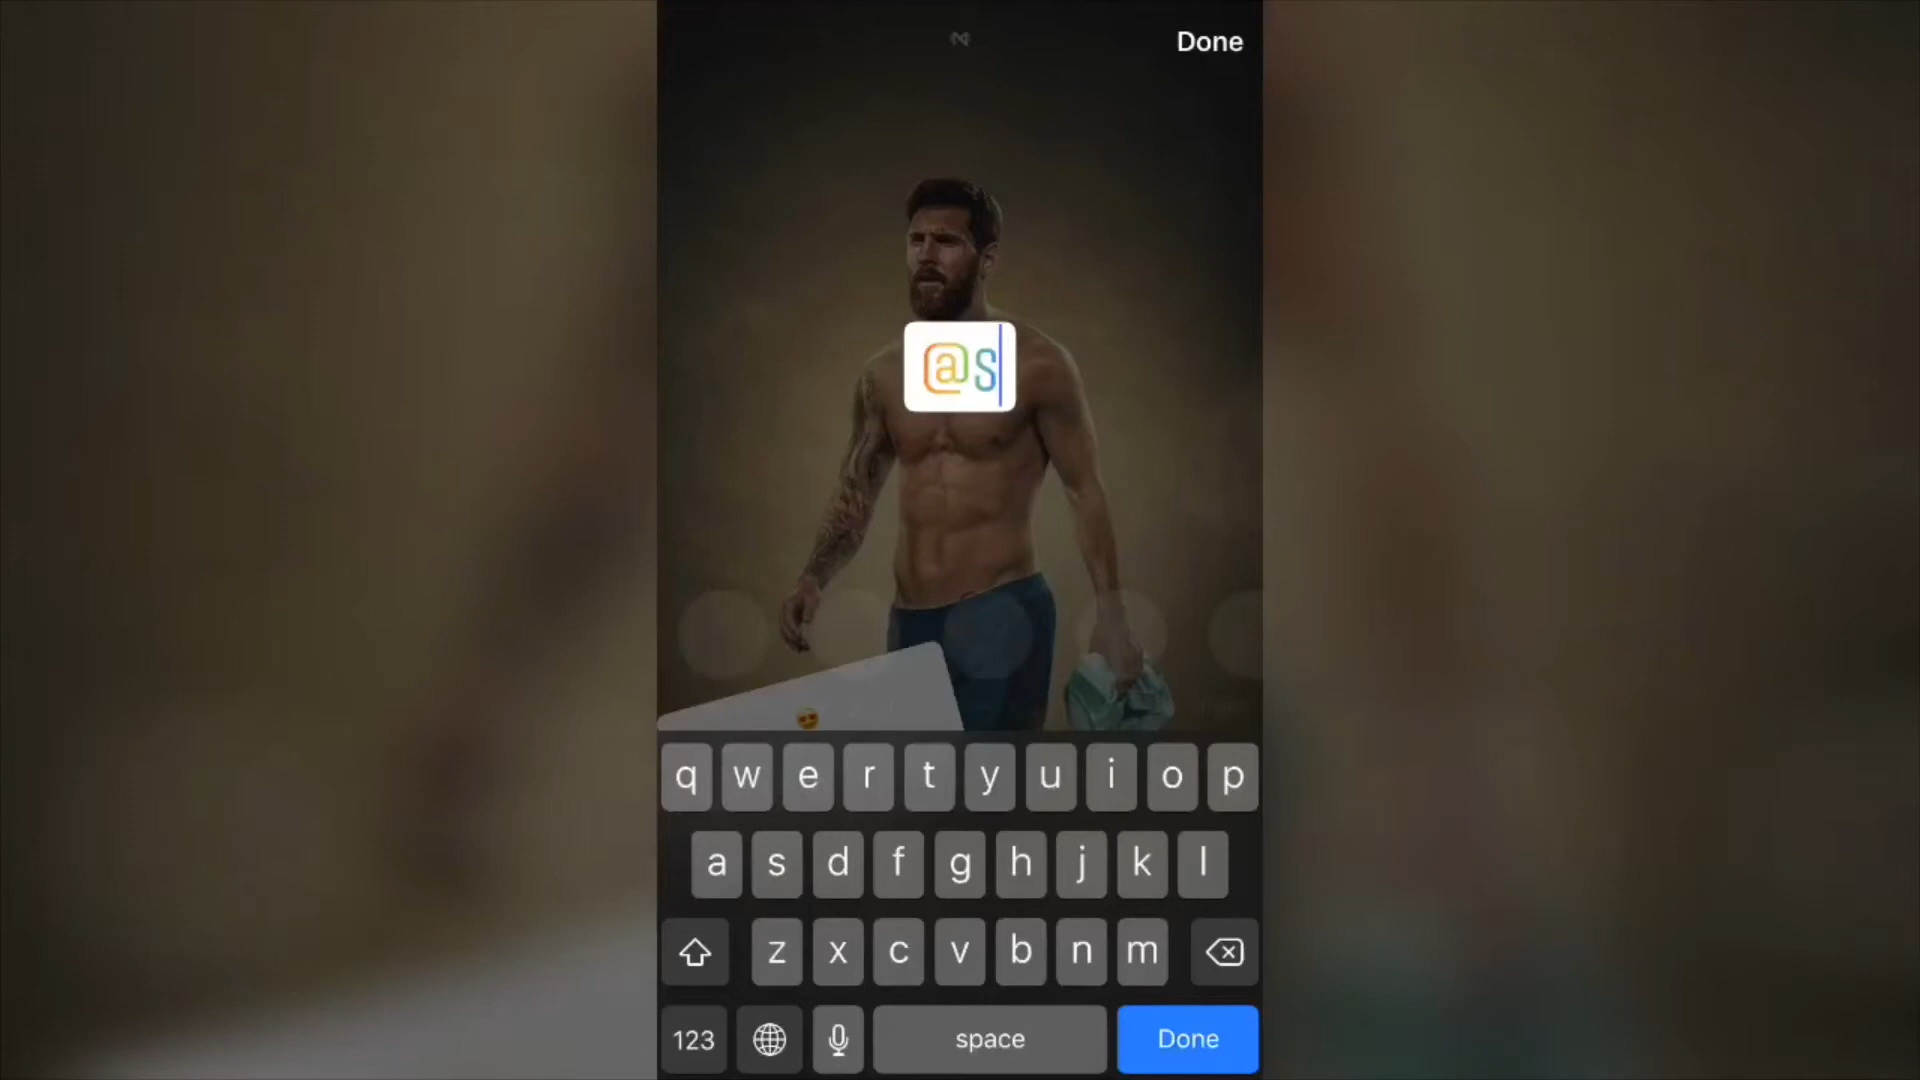 Done
@S
q w e r t y u i o p
a s d f g h j k l
z x c v b n m
123 space Done